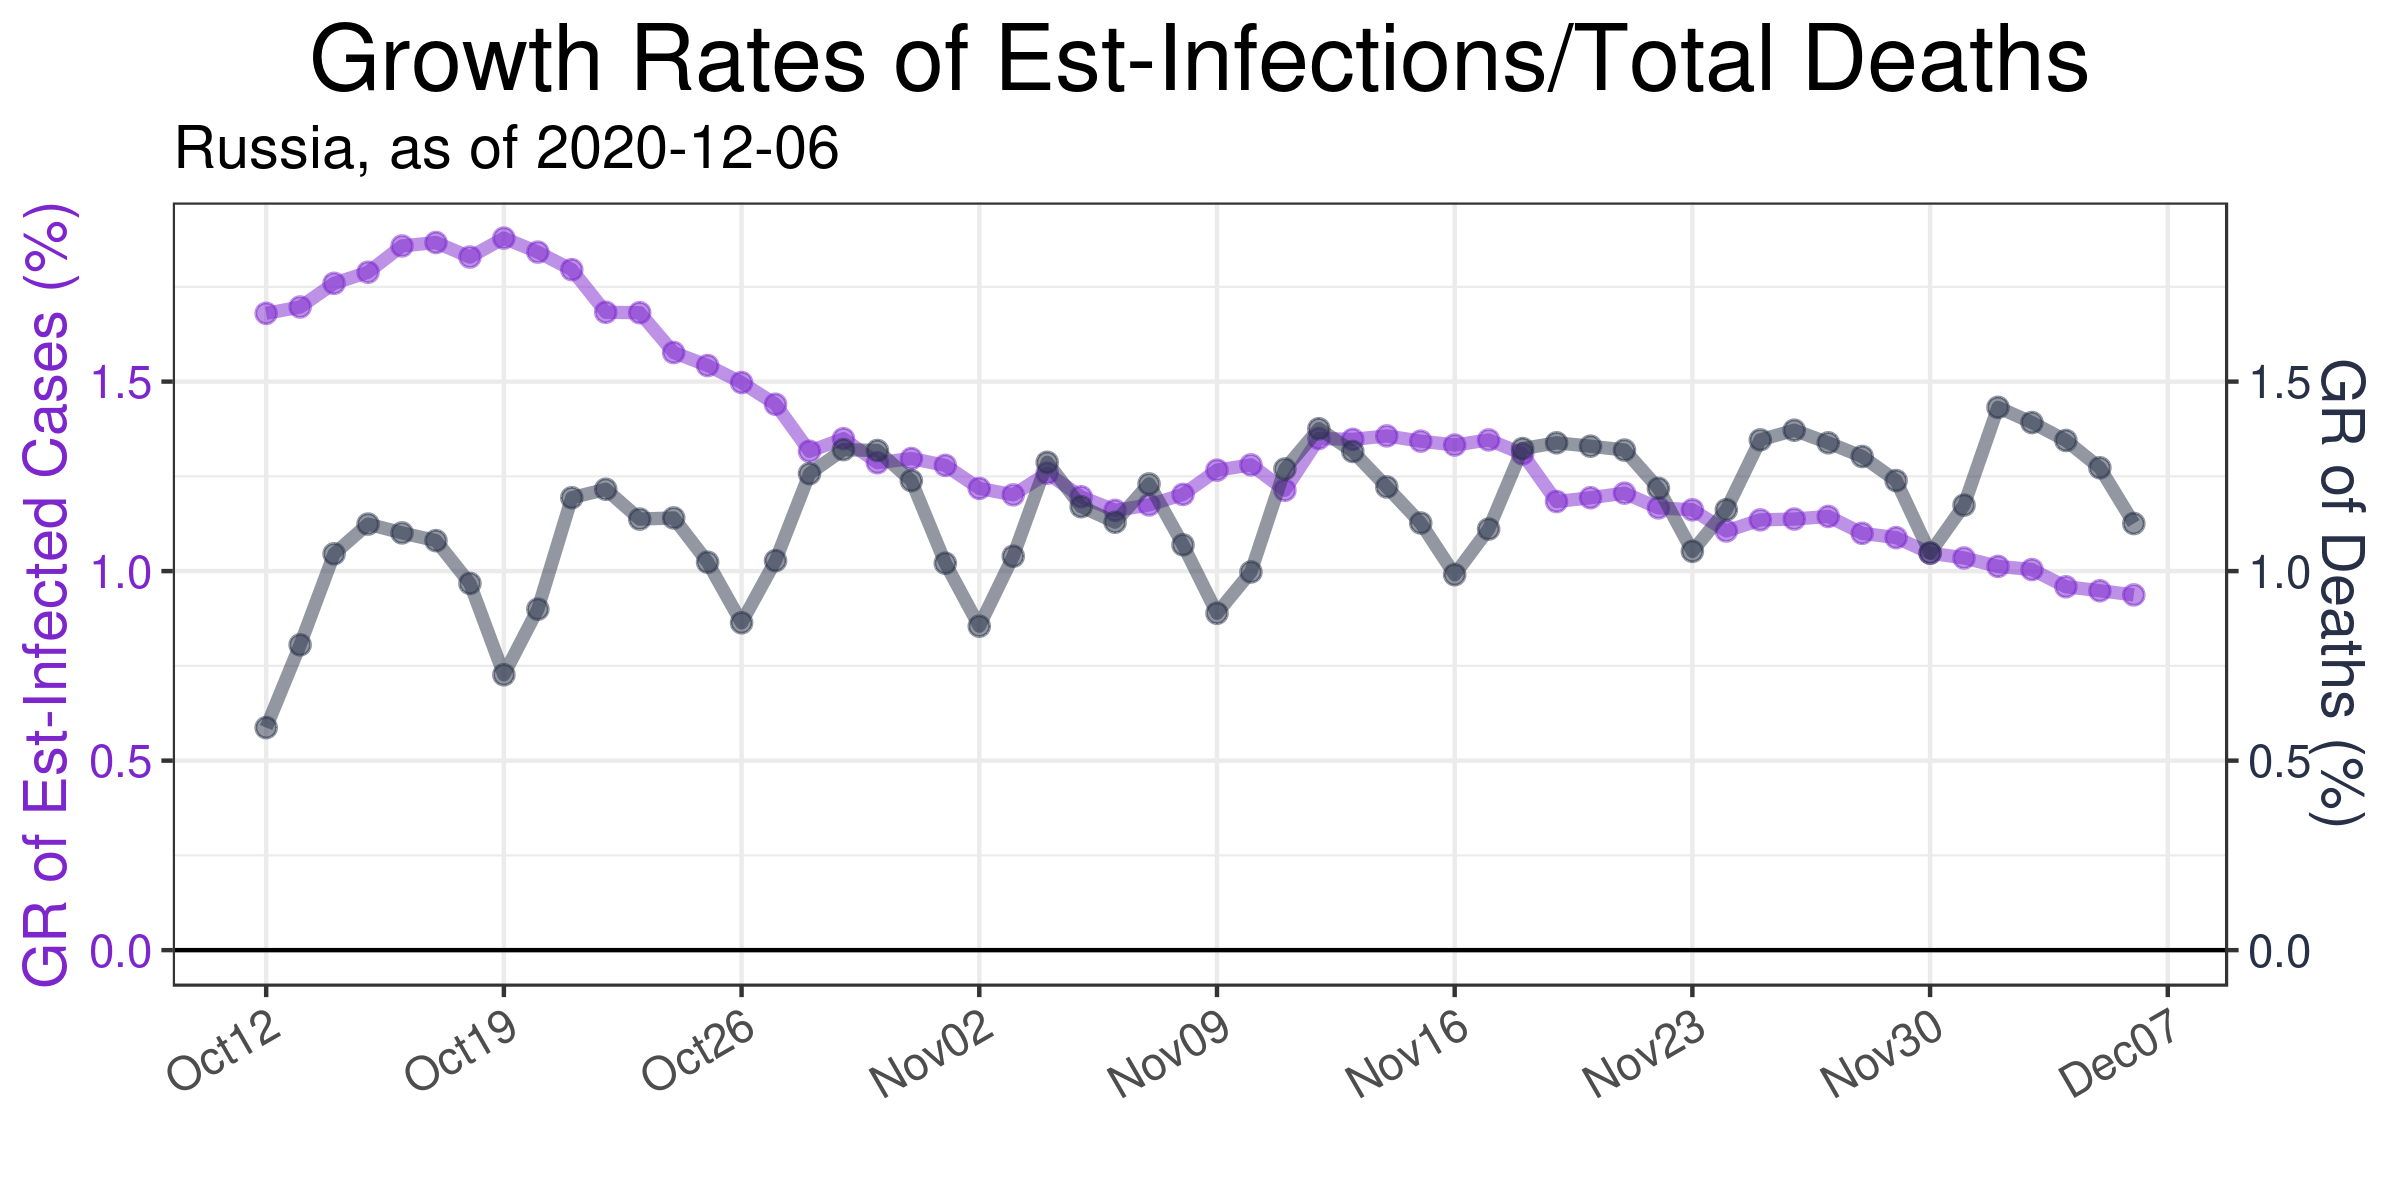 Growth Rates of Est-Infections/Total Deaths
Russia, as of 2020-12-06
GR of Est-Infected Cases (%)
1.5
1.0
0.5
0.0
1.5
1.0
0.5
0.0
GR of Deaths (%)
Oct12
Oct19
Oct26
Nov02
Nov09
Nov16
Nov23
Nov30
Dec07